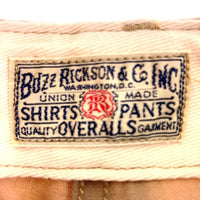 BUZZ RICKSON & Co. INC
WASHINGTON, D.C.
UNION MADE
SHIRTS R PANTS
QUALITY OVERALLS GARMENT